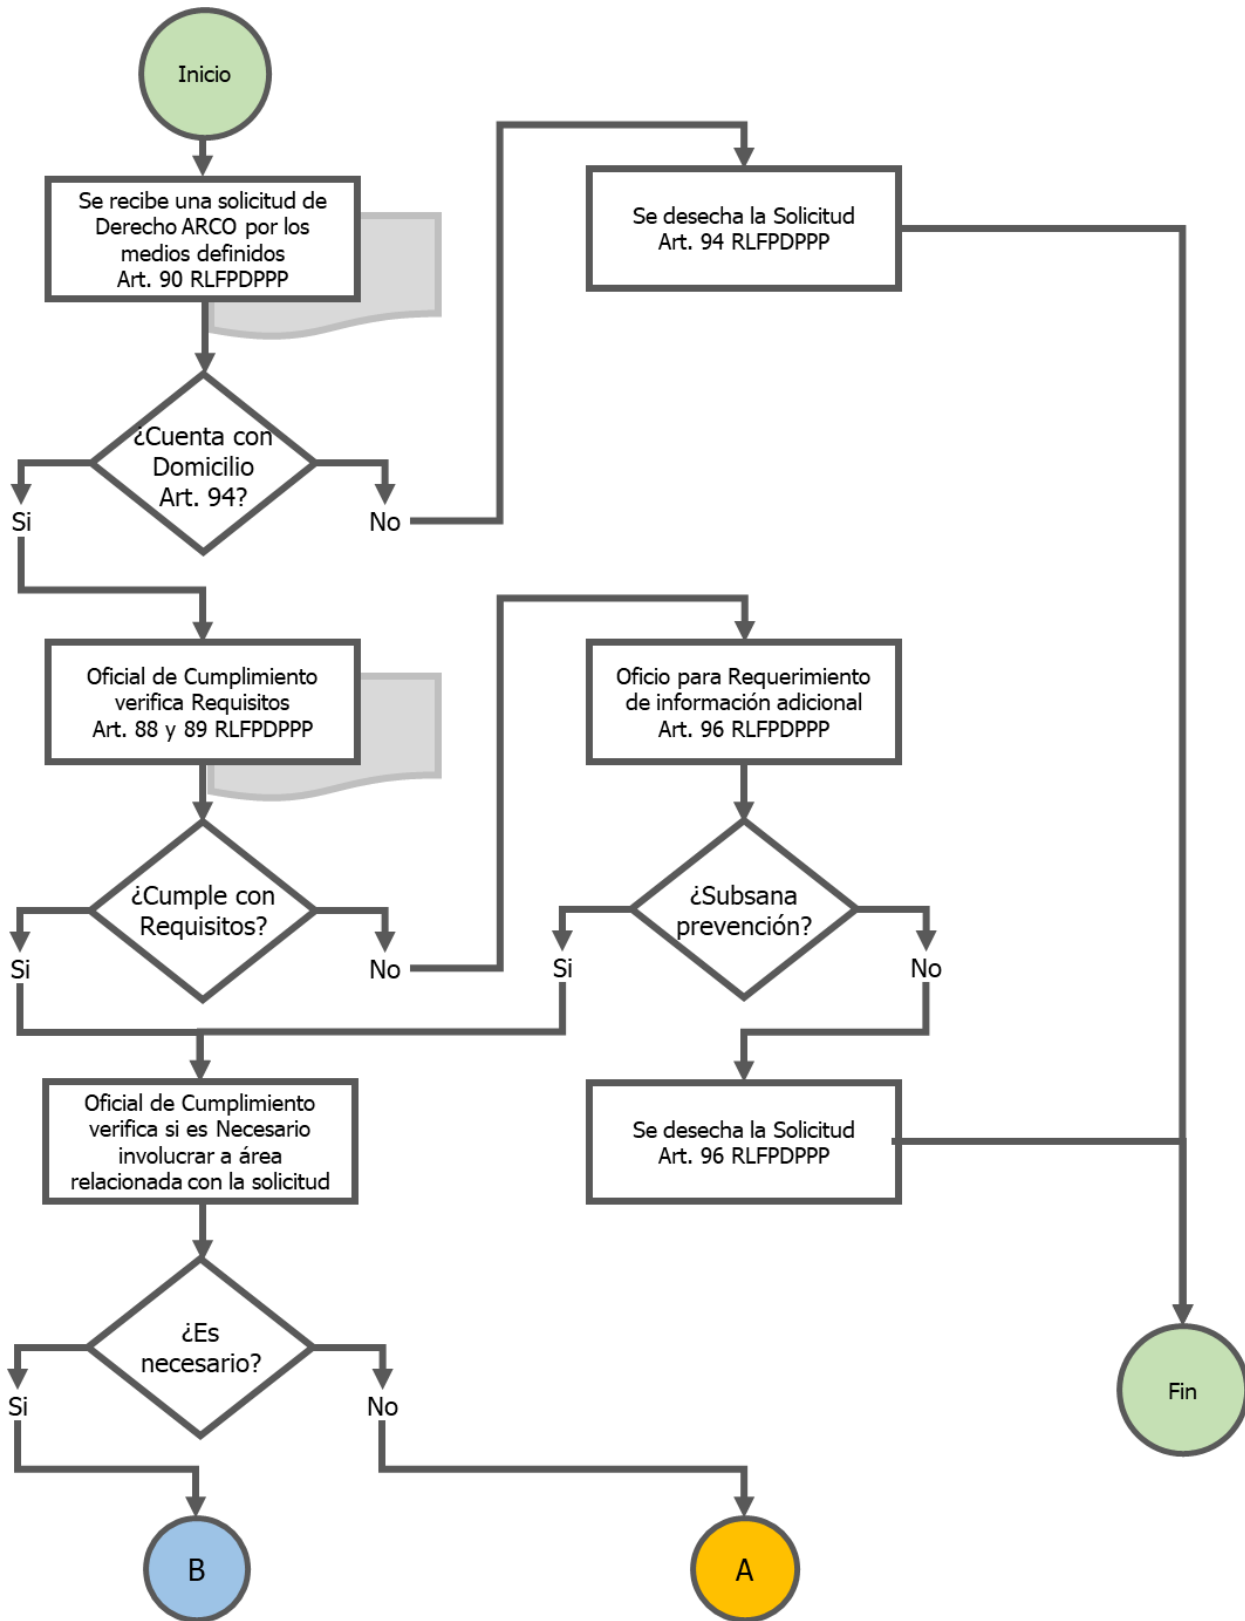 Inicio
Se recibe una solicitud de
Derecho ARCO por los
medios definidos
Art. 90 RLFPDPPP
Se desecha la Solicitud
Art. 94 RLFPDPPP
¿Cuenta con
Domicilio
Art. 94?
Si
No
Oficial de Cumplimiento
verifica Requisitos
Art. 88 y 89 RLFPDPPP
Oficio para Requerimiento
de información adicional
Art. 96 RLFPDPPP
¿Cumple con
Requisitos?
Si
No
¿Subsana
prevención?
Si
No
Oficial de Cumplimiento
verifica si es Necesario
involucrar a área
relacionada con la solicitud
Se desecha la Solicitud
Art. 96 RLFPDPPP
¿Es
necesario?
Si
No
Fin
B
A